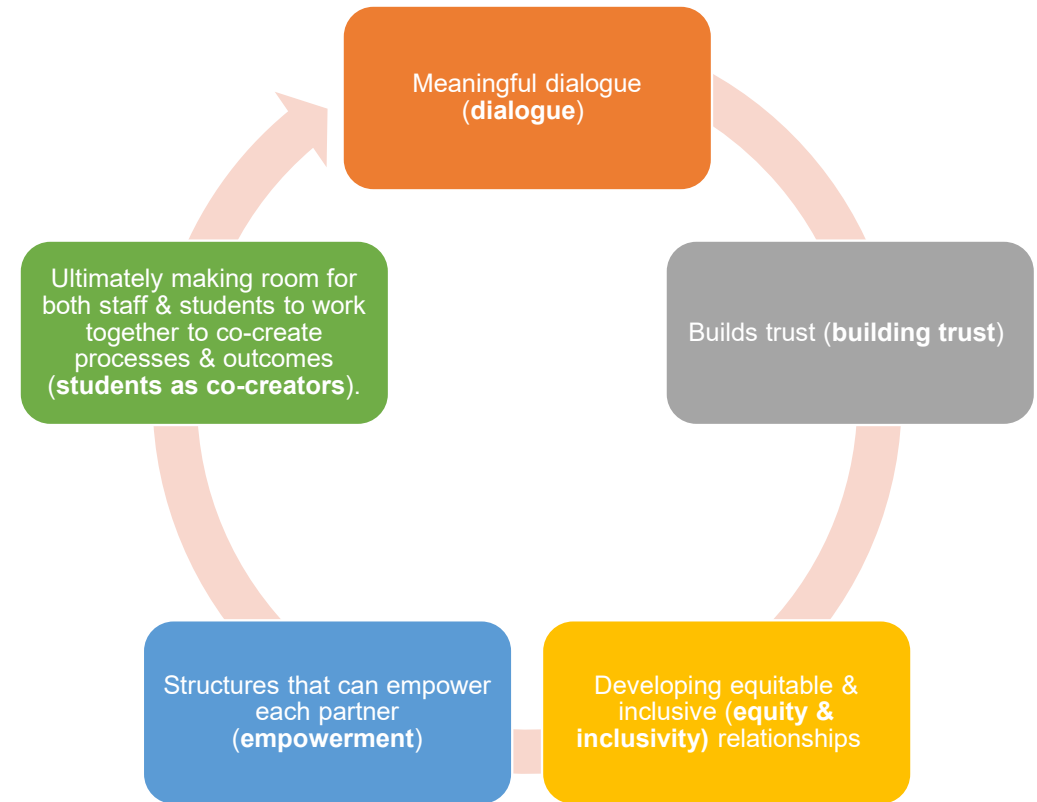 Meaningful dialogue
(dialogue)
Builds trust (building trust)
Developing equitable &
inclusive (equity &
inclusivity) relationships
Structures that can empower
each partner
(empowerment)
Ultimately making room for
both staff & students to work
together to co-create
processes & outcomes
(students as co-creators).